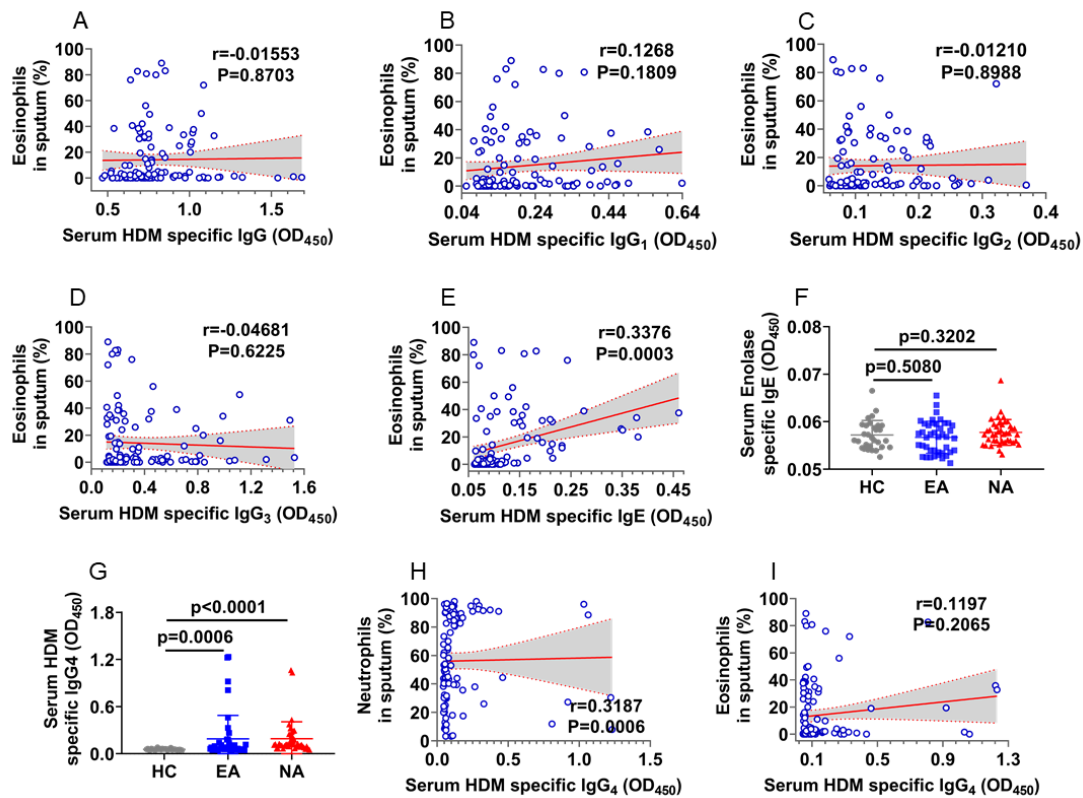 A
r=-0.01553
P=0.8703
Eosinophils
in sputum (%)
100
80
60
40
20
0
0.5 1.0 1.5
Serum HDM specific IgG (OD450)
B
r=0.1268
P=0.1809
Eosinophils
in sputum (%)
100
80
60
40
20
0
0.04 0.24 0.44 0.64
Serum HDM specific IgG1 (OD450)
C
r=-0.01210
P=0.8988
Eosinophils
in sputum (%)
100
80
60
40
20
0
0.1 0.2 0.3 0.4
Serum HDM specific IgG2 (OD450)
D
r=-0.04681
P=0.6225
Eosinophils
in sputum (%)
100
80
60
40
20
0
0.0 0.4 0.8 1.2 1.6
Serum HDM specific IgG3 (OD450)
E
r=0.3376
P=0.0003
Eosinophils
in sputum (%)
100
80
60
40
20
0
0.05 0.15 0.25 0.35 0.45
Serum HDM specific IgE (OD450)
F
Serum Enolase
specific IgE (OD450)
0.08
0.07
0.06
0.05
p=0.3202
p=0.5080
HC EA NA
G
Serum HDM
specific IgG4 (OD450)
1.8
1.2
0.6
0.0
p<0.0001
p=0.0006
HC EA NA
H
Neutrophils
in sputum (%)
100
80
60
40
20
0
r=0.3187
P=0.0006
0.0 0.5 1.0 1.5
Serum HDM specific IgG4 (OD450)
I
r=0.1197
P=0.2065
Eosinophils
in sputum (%)
100
80
60
40
20
0
0.1 0.5 0.9 1.3
Serum HDM specific IgG4 (OD450)